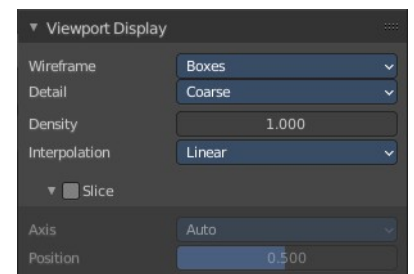 Viewport Display
Wireframe Boxes
Detail Coarse
Density 1.000
Interpolation Linear
Slice
Axis Auto
Position 0.500